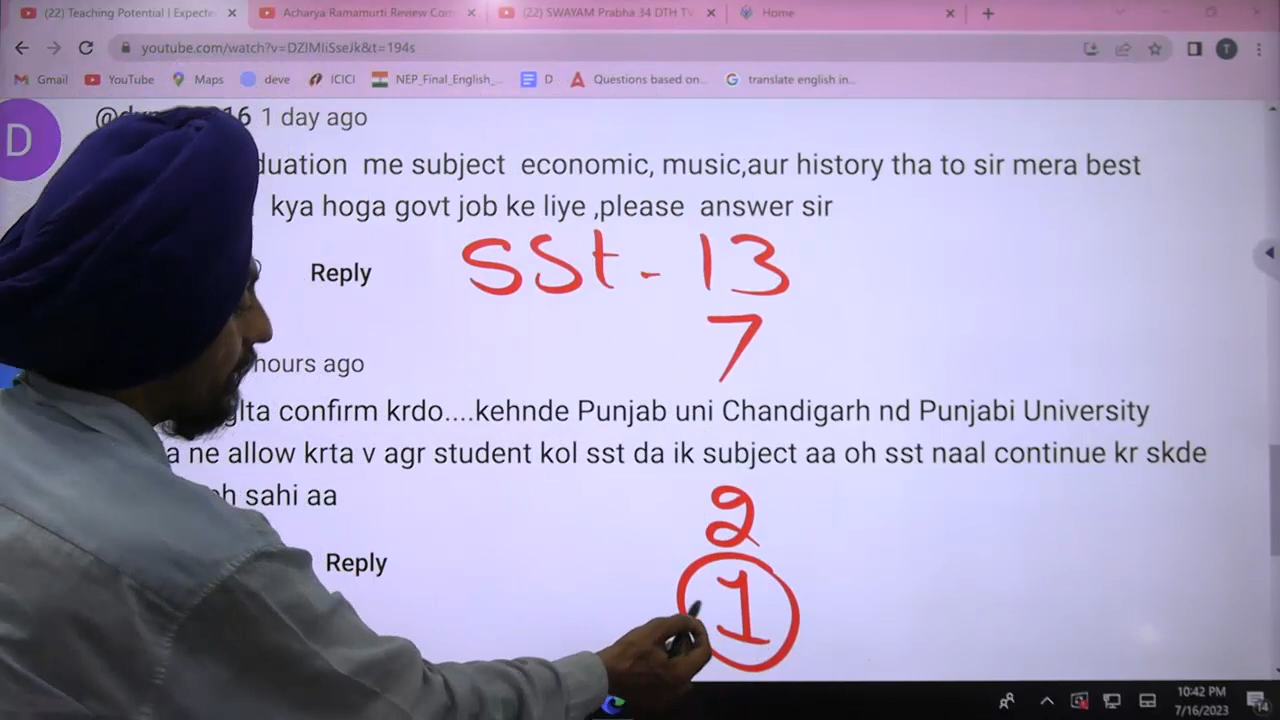 (22) Teaching Potential | Expecte
Acharya Ramamurti Review Com
(22) SWAYAM Prabha 34 DTH TV
Home
youtube.com/watch?v=DZlMIiSseJk&t=194s
T
Gmail YouTube Maps deve ICICI NEP_Final_English_... D Questions based on... translate english in...
D
1 day ago
duation me subject economic, music,aur history tha to sir mera best
kya hoga govt job ke liye ,please answer sir
SSt - 13
Reply
7
hours ago
glta confirm krdo....kehnde Punjab uni Chandigarh nd Punjabi University
a ne allow krta v agr student kol sst da ik subject aa oh sst naal continue kr skde
oh sahi aa
2
Reply
1
10:42 PM
7/16/2023
14